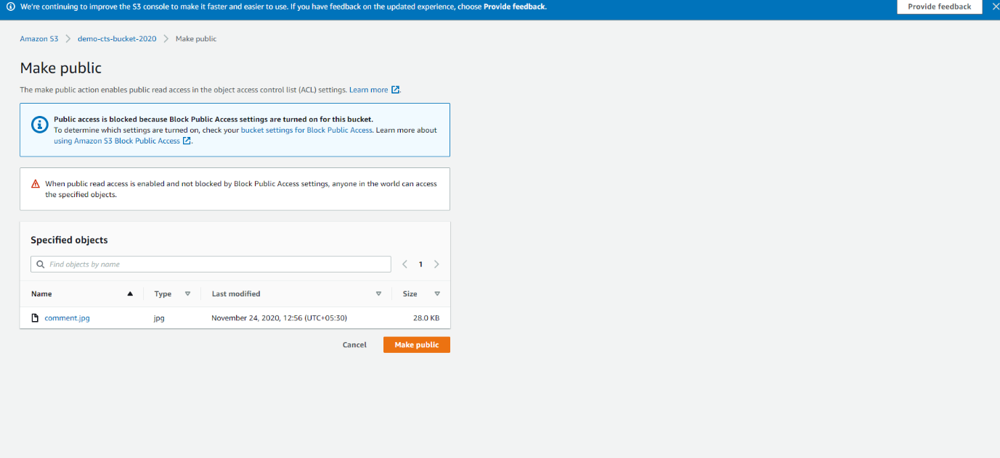 We're continuing to improve the S3 console to make it faster and easier to use. If you have feedback on the updated experience, choose Provide feedback.
Provide feedback
Amazon S3 > demo-cts-bucket-2020 > Make public
Make public
The make public action enables public read access in the object access control list (ACL) settings. Learn more.
Public access is blocked because Block Public Access settings are turned on for this bucket.
To determine which settings are turned on, check your bucket settings for Block Public Access. Learn more about
using Amazon S3 Block Public Access.
When public read access is enabled and not blocked by Block Public Access settings, anyone in the world can access
the specified objects.
Specified objects
Find objects by name
1
Name Type Last modified Size
comment.jpg jpg November 24, 2020, 12:56 (UTC+05:30) 28.0 KB
Cancel Make public